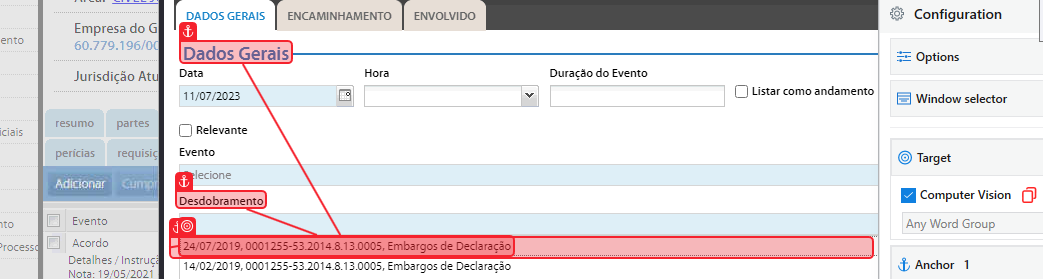 DADOS GERAIS
ENCAMINHAMENTO
ENVOLVIDO
Empresa do G
60.779.196/00
Jurisdição Atu
resumo
partes
perícias
requisiç
Adicionar
Cumpr
Evento
Acordo
Detalhes / Instruçã
Nota: 19/05/2021
ento
iciais
nto
Processo
Dados Gerais
Data
Hora
Duração do Evento
11/07/2023
Listar como andamento
Relevante
Evento
Selecione
Desdobramento
24/07/2019, 0001255-53.2014.8.13.0005, Embargos de Declaração
14/02/2019, 0001255-53.2014.8.13.0005, Embargos de Declaração
Configuration
Options
Window selector
Target
Computer Vision
Any Word Group
Anchor 1